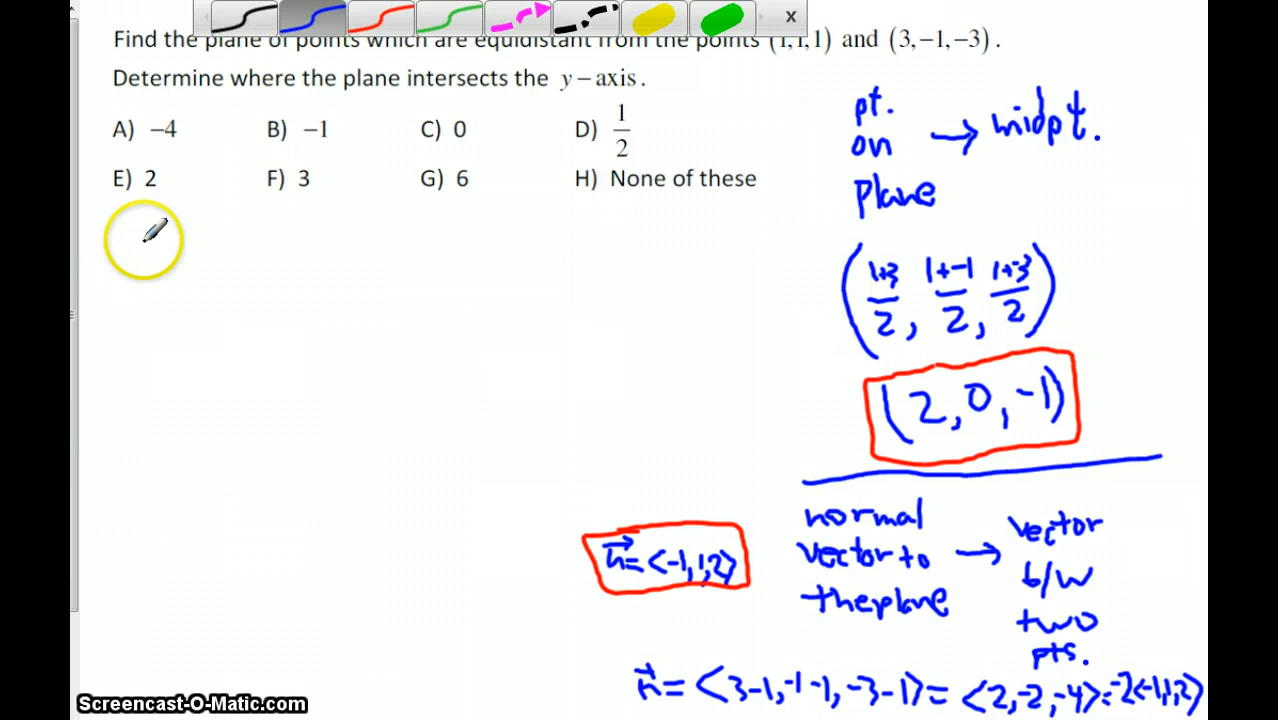 x
Find the plane of points which are equidistant from the points (1,1,1) and (3,−1,−3).
Determine where the plane intersects the y−axis.
A) −4 B) −1 C) 0 D) 1/2
E) 2 F) 3 G) 6 H) None of these
pt.
on → midpt.
plane
(1+3/2, 1+-1/2, 1+-3/2)
(2, 0, -1)
normal
vector to → vector
the plane b/w
two
pts.
n = <-1,1,2>
n = <3-1, -1-1, -3-1> = <2,-2,-4> = -2<-1,1,2>
Screencast-O-Matic.com